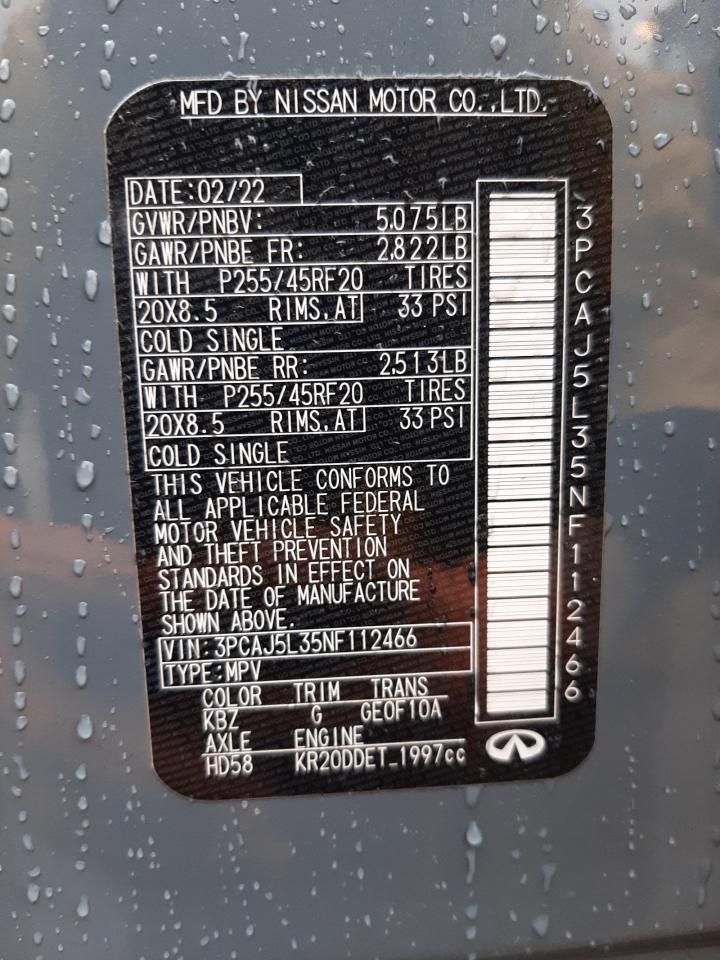 MFD BY NISSAN MOTOR CO.,LTD.
DATE:02/22
GVWR/PNBV: 5,075LB
GAWR/PNBE FR: 2,822LB
WITH P255/45RF20 TIRES
20X8.5 RIMS,AT 33 PSI
COLD SINGLE
GAWR/PNBE RR: 2,513LB
WITH P255/45RF20 TIRES
20X8.5 RIMS,AT 33 PSI
COLD SINGLE
THIS VEHICLE CONFORMS TO
ALL APPLICABLE FEDERAL
MOTOR VEHICLE SAFETY
AND THEFT PREVENTION
STANDARDS IN EFFECT ON
THE DATE OF MANUFACTURE
SHOWN ABOVE.
VIN:3PCAJ5L35NF112466
TYPE:MPV
COLOR TRIM TRANS
KBZ G GE0F10A
AXLE ENGINE
HD58 KR20DDET_1997cc
3PCAJ5L35NF112466